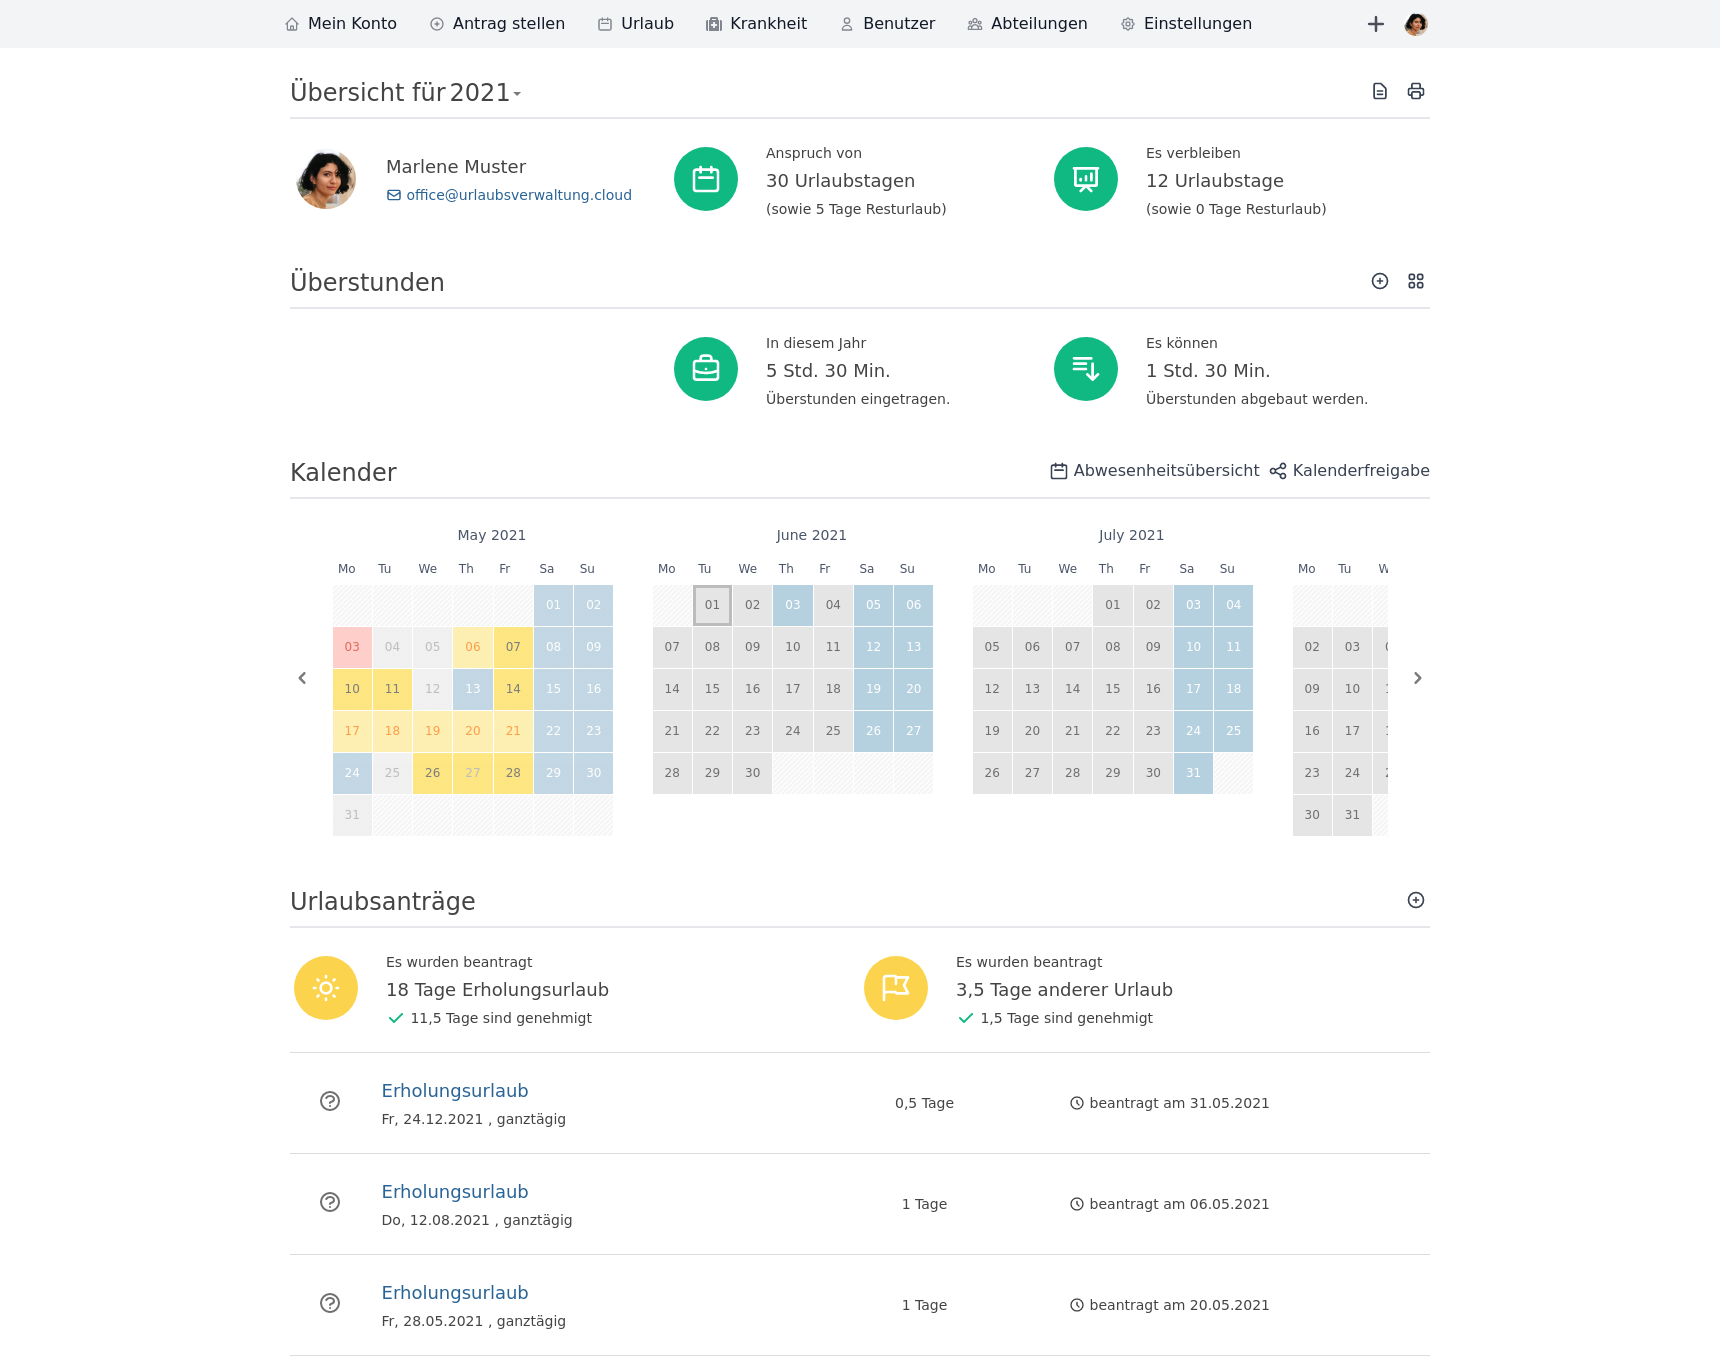 Mein Konto Antrag stellen Urlaub Krankheit Benutzer Abteilungen Einstellungen
Übersicht für 2021
Marlene Muster
office@urlaubsverwaltung.cloud
Anspruch von
30 Urlaubstagen
(sowie 5 Tage Resturlaub)
Es verbleiben
12 Urlaubstage
(sowie 0 Tage Resturlaub)
Überstunden
In diesem Jahr
5 Std. 30 Min.
Überstunden eingetragen.
Es können
1 Std. 30 Min.
Überstunden abgebaut werden.
Kalender
Abwesenheitsübersicht Kalenderfreigabe
May 2021
Mo Tu We Th Fr Sa Su
01 02
03 04 05 06 07 08 09
10 11 12 13 14 15 16
17 18 19 20 21 22 23
24 25 26 27 28 29 30
31
June 2021
Mo Tu We Th Fr Sa Su
01 02 03 04 05 06
07 08 09 10 11 12 13
14 15 16 17 18 19 20
21 22 23 24 25 26 27
28 29 30
July 2021
Mo Tu We Th Fr Sa Su
01 02 03 04
05 06 07 08 09 10 11
12 13 14 15 16 17 18
19 20 21 22 23 24 25
26 27 28 29 30 31
Mo Tu
02 03
09 10
16 17
23 24
30 31
Urlaubsanträge
Es wurden beantragt
18 Tage Erholungsurlaub
11,5 Tage sind genehmigt
Es wurden beantragt
3,5 Tage anderer Urlaub
1,5 Tage sind genehmigt
Erholungsurlaub
Fr, 24.12.2021 , ganztägig
0,5 Tage
beantragt am 31.05.2021
Erholungsurlaub
Do, 12.08.2021 , ganztägig
1 Tage
beantragt am 06.05.2021
Erholungsurlaub
Fr, 28.05.2021 , ganztägig
1 Tage
beantragt am 20.05.2021